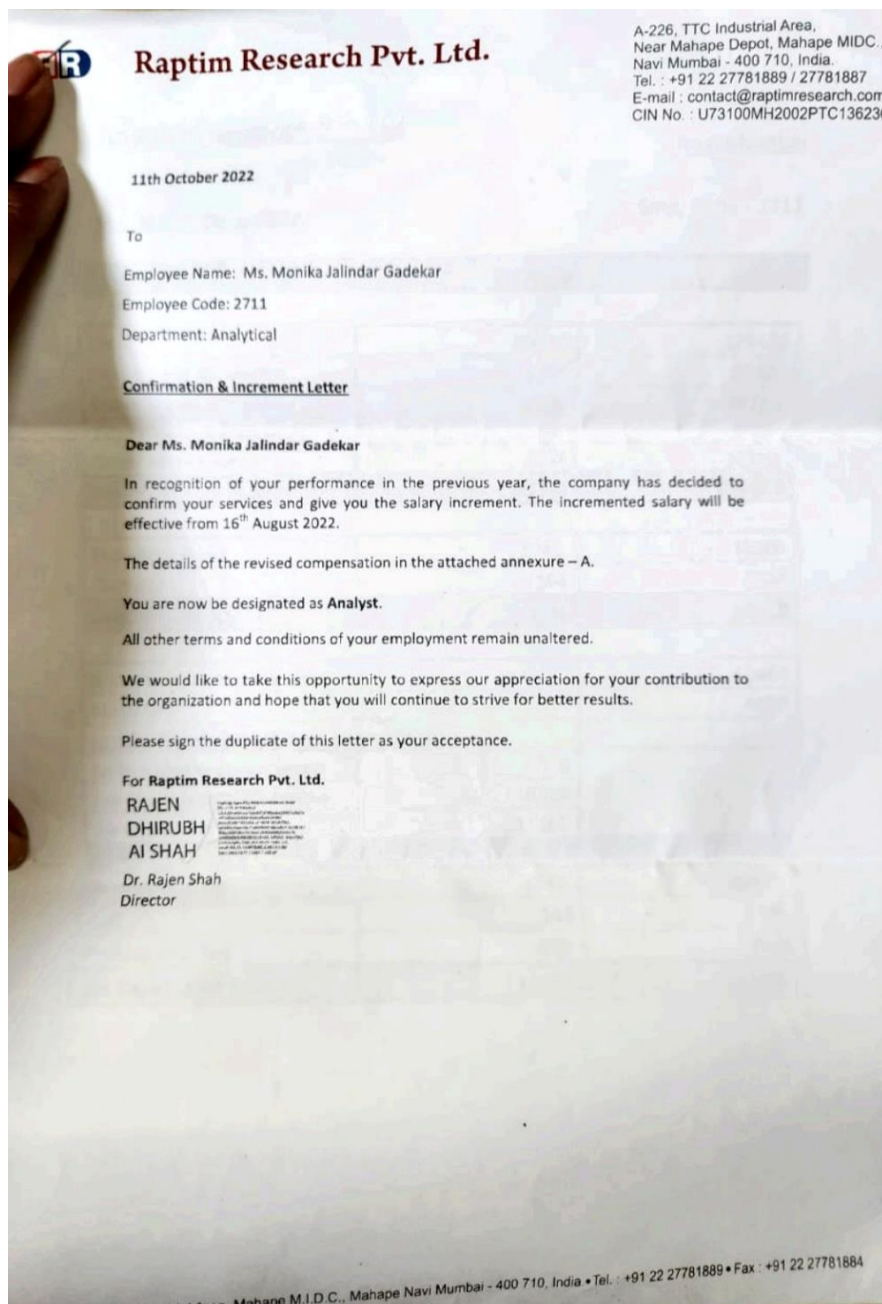 R
Raptim Research Pvt. Ltd.
A-226, TTC Industrial Area,
Near Mahape Depot, Mahape MIDC.,
Navi Mumbai - 400 710, India.
Tel. : +91 22 27781889 / 27781887
E-mail : contact@raptimresearch.com
CIN No. : U73100MH2002PTC13623
11th October 2022
To
Employee Name: Ms. Monika Jalindar Gadekar
Employee Code: 2711
Department: Analytical
Confirmation & Increment Letter
Dear Ms. Monika Jalindar Gadekar
In recognition of your performance in the previous year, the company has decided to
confirm your services and give you the salary increment. The incremented salary will be
effective from 16th August 2022.
The details of the revised compensation in the attached annexure – A.
You are now be designated as Analyst.
All other terms and conditions of your employment remain unaltered.
We would like to take this opportunity to express our appreciation for your contribution to
the organization and hope that you will continue to strive for better results.
Please sign the duplicate of this letter as your acceptance.
For Raptim Research Pvt. Ltd.
RAJEN
DHIRUBH
AI SHAH
Dr. Rajen Shah
Director
Mahape M.I.D.C., Mahape Navi Mumbai - 400 710, India • Tel. : +91 22 27781889 • Fax : +91 22 27781884